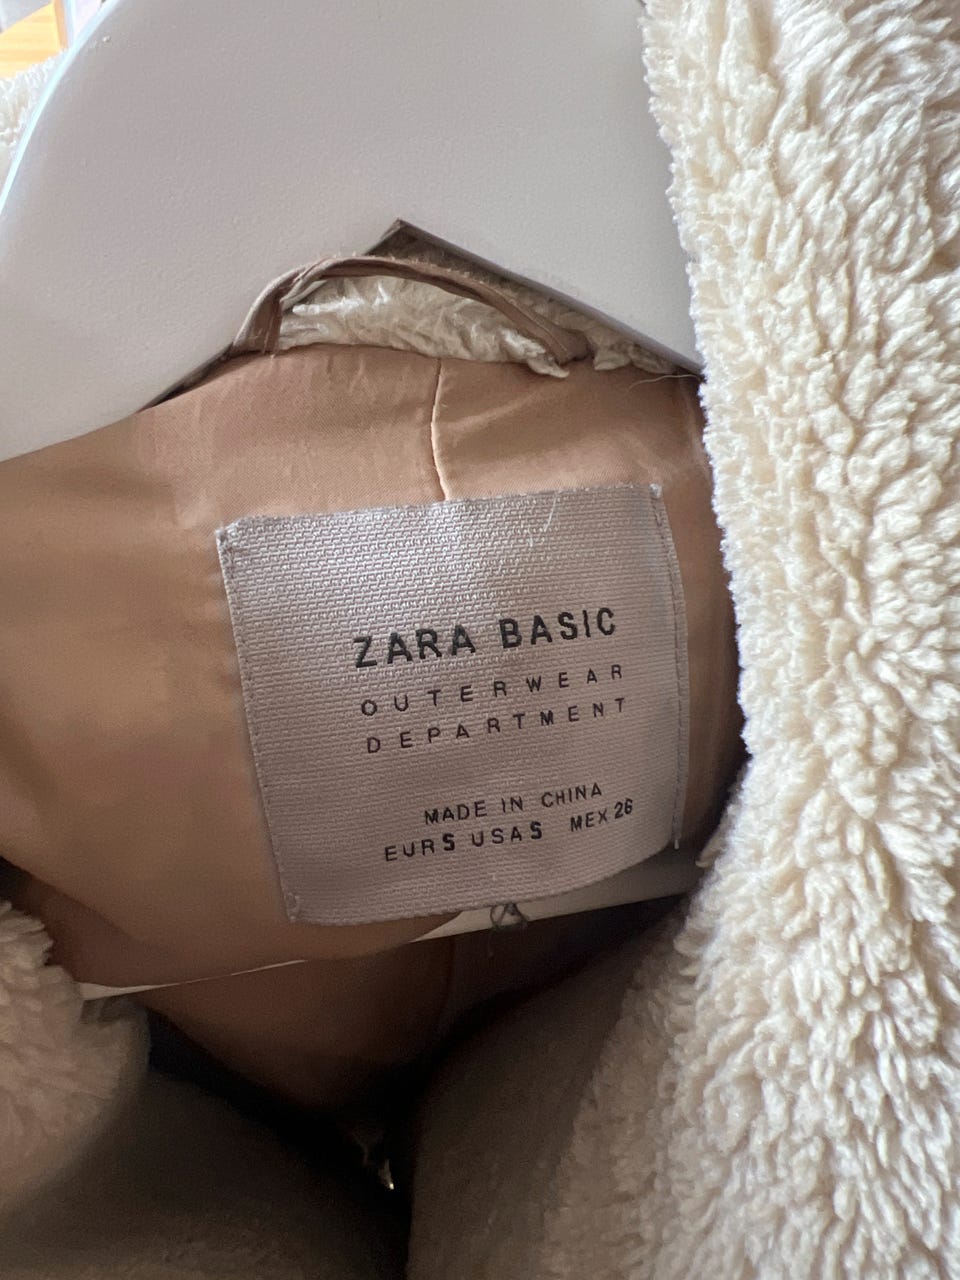 ZARA BASIC
OUTERWEAR
DEPARTMENT
MADE IN CHINA
EUR S USA S MEX 26